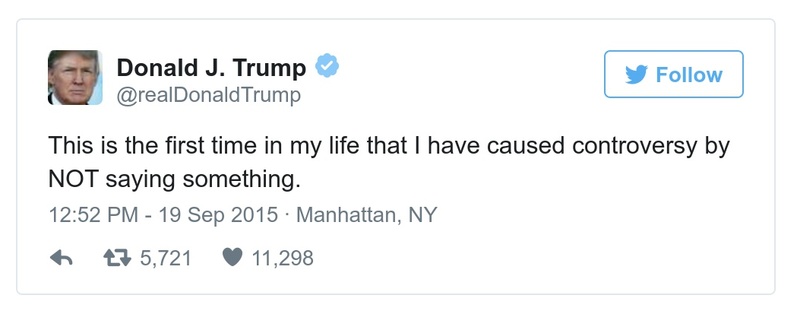 Donald J. Trump
@realDonaldTrump
Follow
This is the first time in my life that I have caused controversy by
NOT saying something.
12:52 PM - 19 Sep 2015 · Manhattan, NY
5,721 11,298